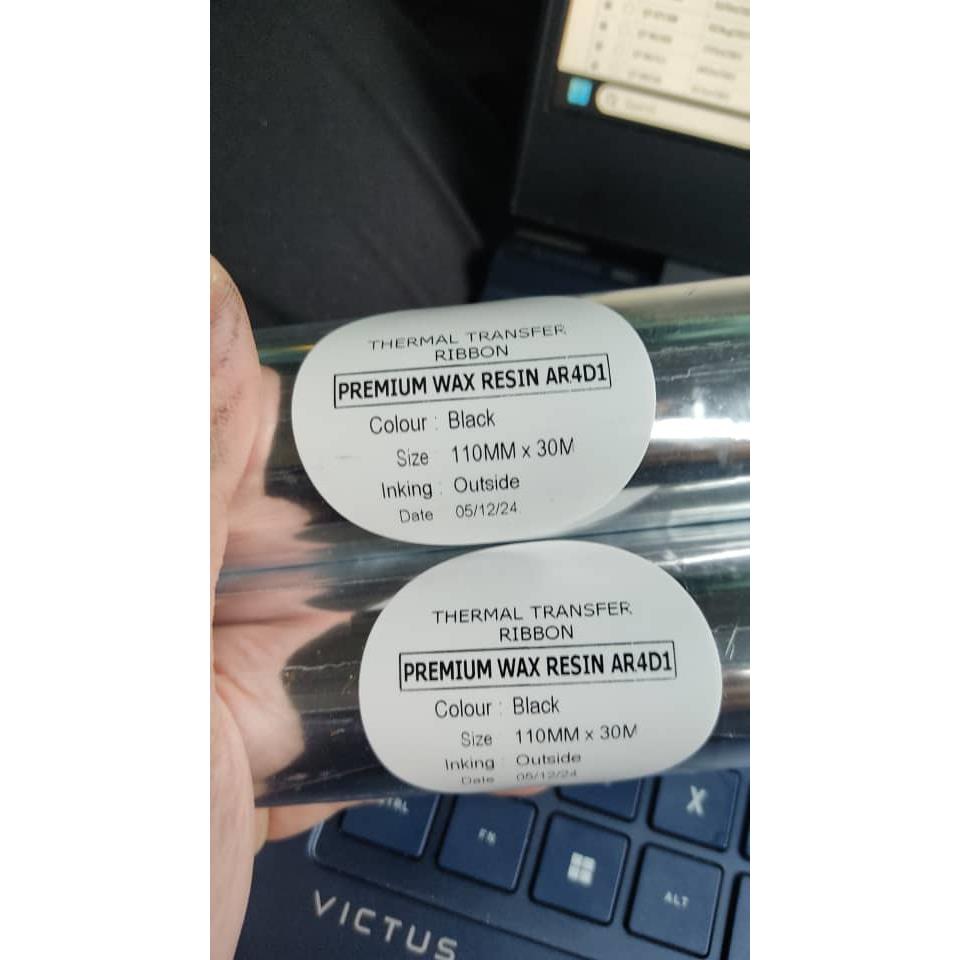 THERMAL TRANSFER
RIBBON
PREMIUM WAX RESIN AR4D1
Colour : Black
Size 110MM x 30M
Inking : Outside
Date 05/12/24
THERMAL TRANSFER
RIBBON
PREMIUM WAX RESIN AR4D1
Colour : Black
Size 110MM x 30M
Inking : Outside
Date 05/12/24
CTRL
FN
X
ALT
VICTUS